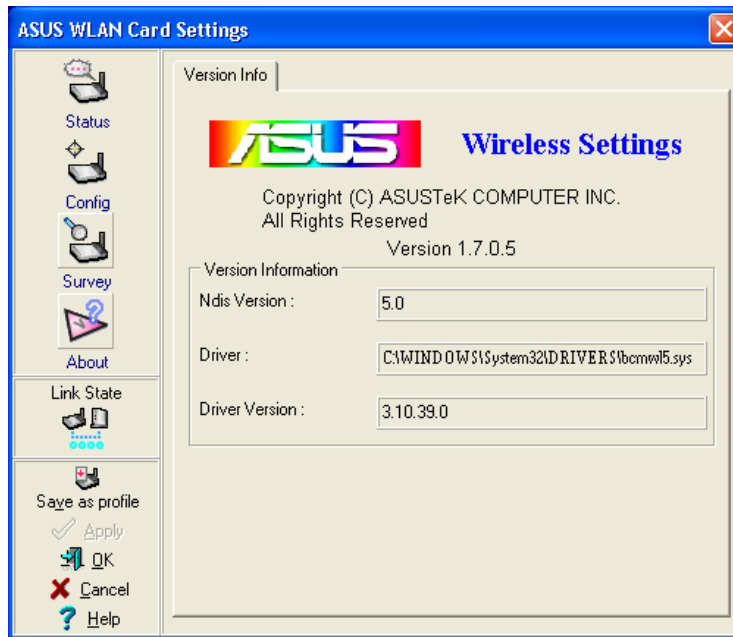 ASUS WLAN Card Settings
Status
Config
Survey
About
Link State
Save as profile
Apply
OK
Cancel
Help
Version Info
ASUS
Wireless Settings
Copyright (C) ASUSTeK COMPUTER INC.
All Rights Reserved
Version 1.7.0.5
Version Information
Ndis Version : 5.0
Driver : C:\WINDOWS\System32\DRIVERS\bcmwl5.sys
Driver Version : 3.10.39.0